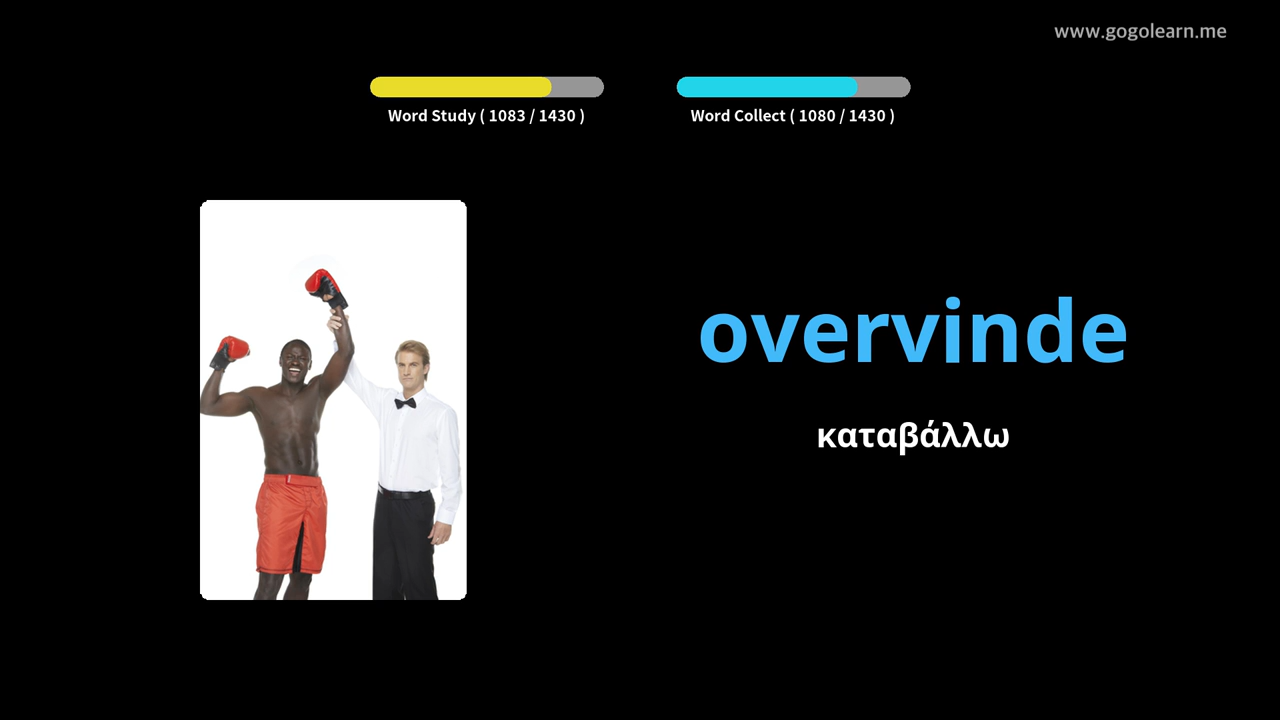 www.gogolearn.me
Word Study ( 1083 / 1430 )
Word Collect ( 1080 / 1430 )
overvinde
καταβάλλω